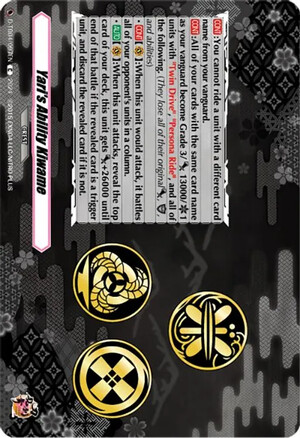 [CONT]:You cannot ride a unit with a different card
name from your vanguard.
[CONT]:All of your cards with the same card name
as your vanguard become Grade 3/ 13000/ 1
units with "Twin Drive", "Persona Ride", and all of
the following. (They lose all of their original
and abilities)
• [CONT] :When this unit would attack, it battles
all of your opponent's units in a column.
• [AUTO] :When this unit attacks, reveal the top
card of your deck, this unit gets +26000 until
end of that battle if the revealed card is a trigger
unit, and discard the revealed card if it is not.
Yari's Ability Kiwame